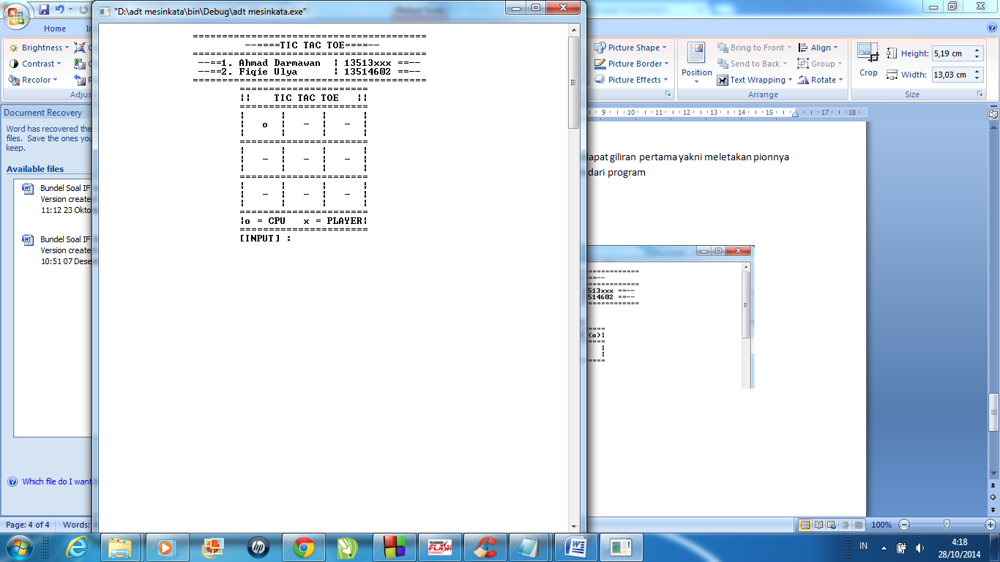 "D:\adt mesinkata\bin\Debug\adt mesinkata.exe"
========================================
--====TIC TAC TOE====--
========================================
--==1. Ahmad Darmawan ¦ 13513xxx ==--
--==2. Fiqie Ulya ¦ 13514602 ==--
========================================
======================
¦¦ TIC TAC TOE ¦¦
======================
¦ o ¦ - ¦ - ¦
======================
¦ - ¦ - ¦ - ¦
======================
¦ - ¦ - ¦ - ¦
======================
¦o = CPU x = PLAYER¦
======================
[INPUT] :
Home
Brightness
Contrast
Recolor
Picture Shape
Picture Border
Picture Effects
Position
Bring to Front
Send to Back
Text Wrapping
Align
Group
Rotate
Arrange
Crop
Height: 5,19 cm
Width: 13,03 cm
Size
Document Recovery
Word has recovered the
files. Save the ones you
keep.
Available files
Bundel Soal IF
Version create
11:12 23 Okto
Bundel Soal IF
Version create
10:51 07 Dese
Which file do I want
9 10 11 12 13 14 15 16 17 18
dapat giliran pertama yakni meletakan pionnya
dari program
=============
==--
=============
513xxx ==--
514602 ==--
=============
====
(o)¦
====
¦
====
Page: 4 of 4
Words:
100%
hp
TELKOMSEL
FLASH
IN
4:18
28/10/2014